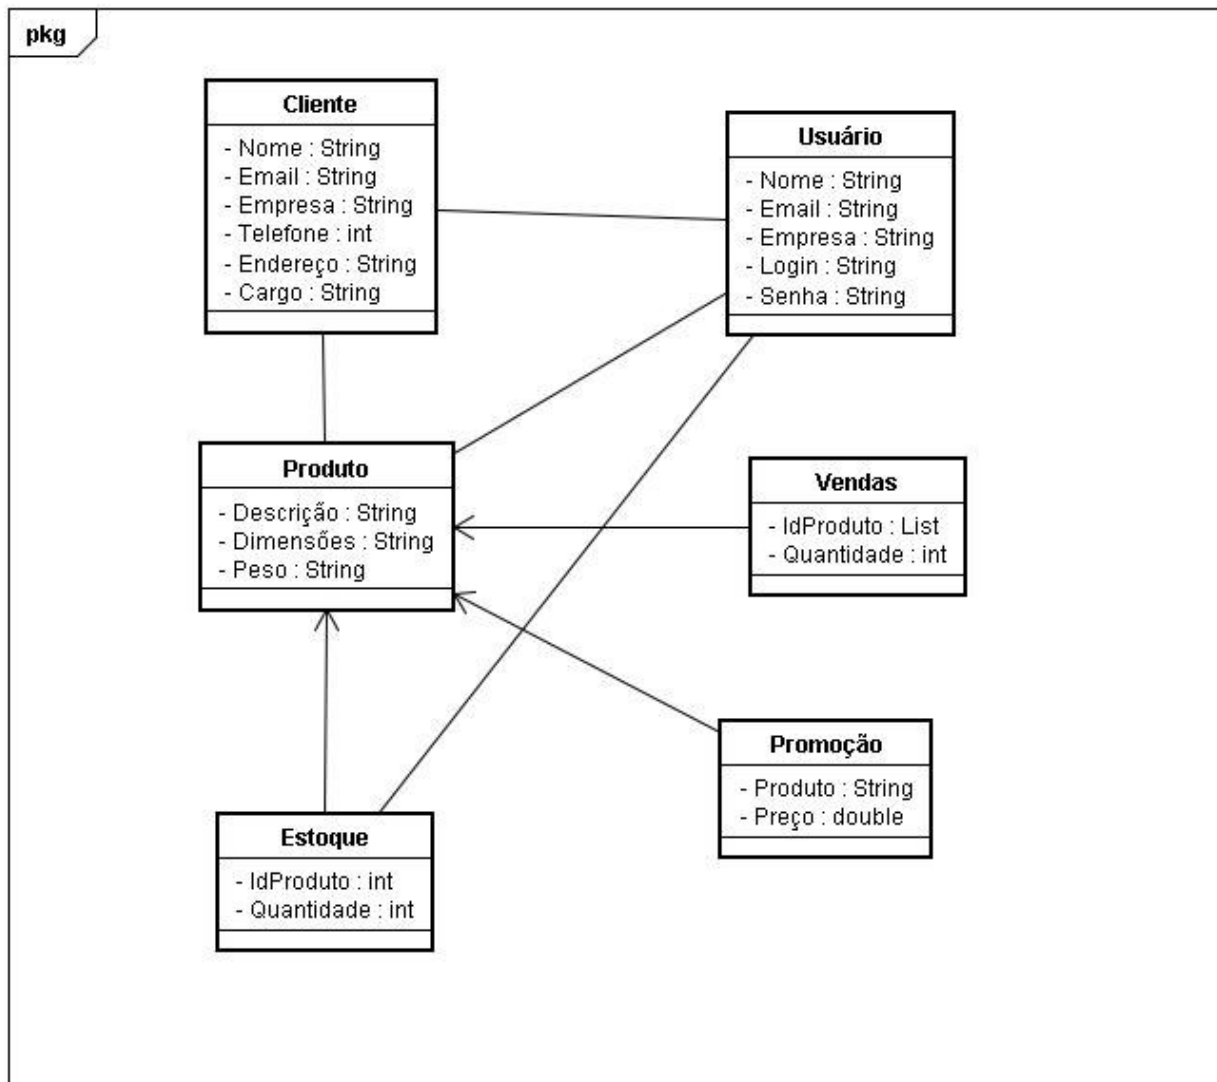 pkg
Cliente
- Nome : String
- Email : String
- Empresa : String
- Telefone : int
- Endereço : String
- Cargo : String
Usuário
- Nome : String
- Email : String
- Empresa : String
- Login : String
- Senha : String
Produto
- Descrição : String
- Dimensões : String
- Peso : String
Vendas
- IdProduto : List
- Quantidade : int
Promoção
- Produto : String
- Preço : double
Estoque
- IdProduto : int
- Quantidade : int